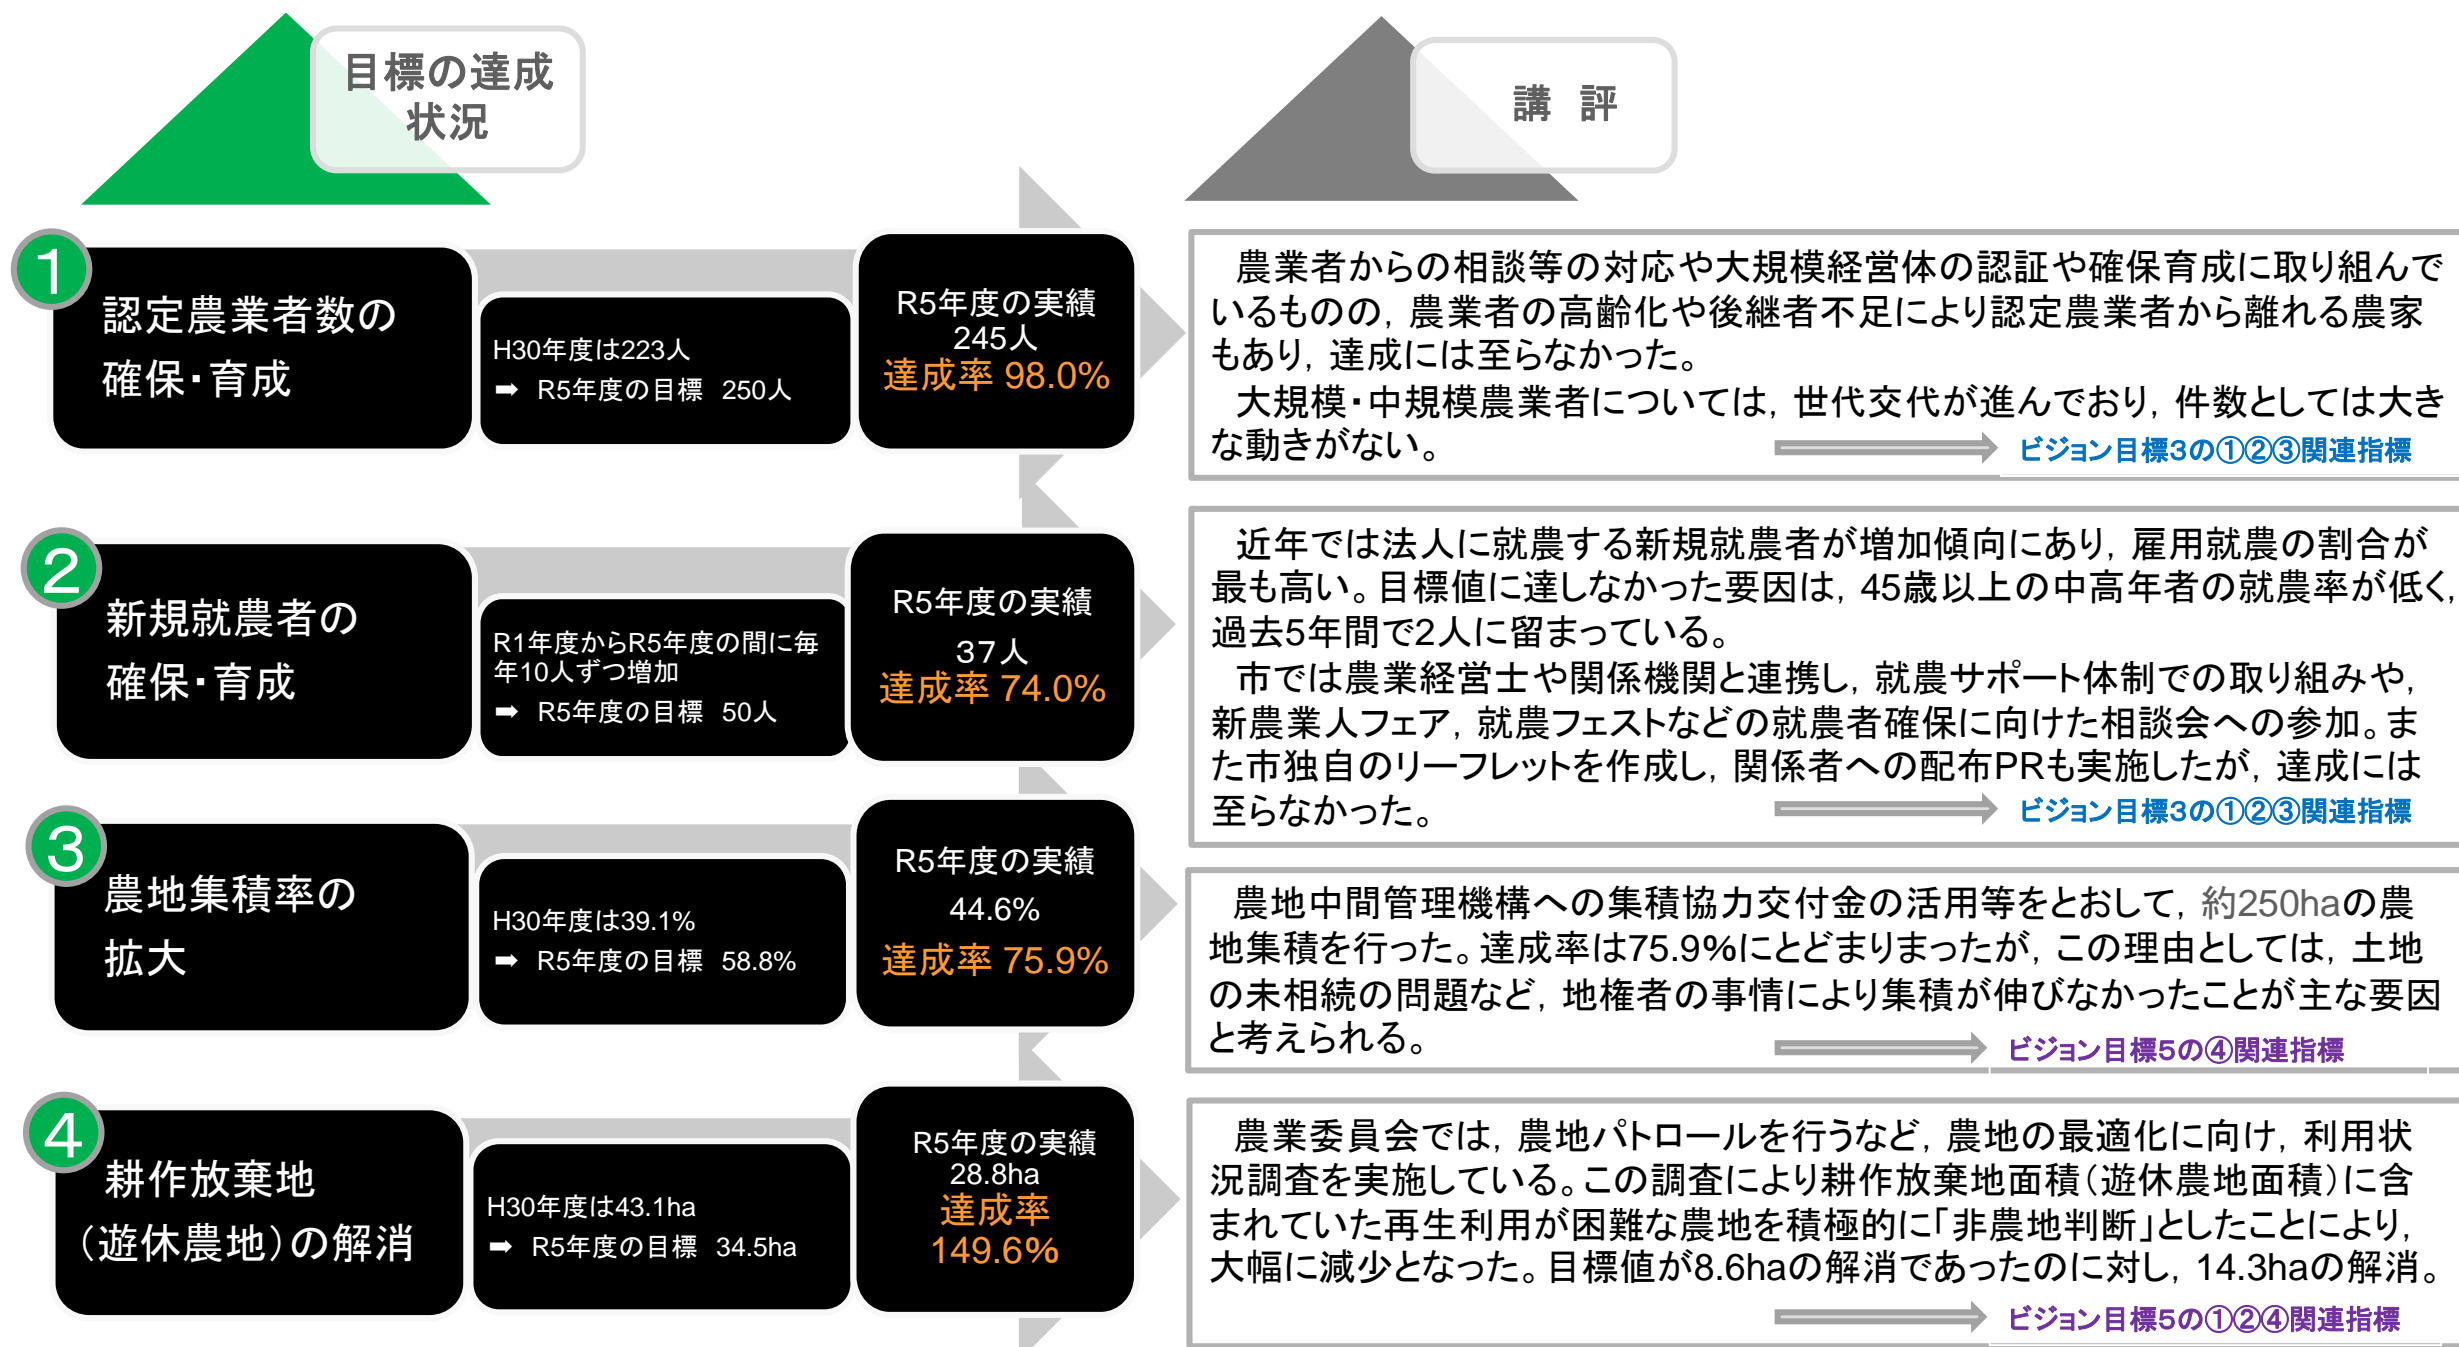 目標の達成
状況
講 評
1
認定農業者数の
確保・育成
H30年度は223人
➡ R5年度の目標 250人
R5年度の実績
245人
達成率 98.0%
農業者からの相談等の対応や大規模経営体の認証や確保育成に取り組んで
いるものの，農業者の高齢化や後継者不足により認定農業者から離れる農家
もあり，達成には至らなかった。
大規模・中規模農業者については，世代交代が進んでおり，件数としては大き
な動きがない。
ビジョン目標3の①②③関連指標
2
新規就農者の
確保・育成
R1年度からR5年度の間に毎
年10人ずつ増加
➡ R5年度の目標 50人
R5年度の実績
37人
達成率 74.0%
近年では法人に就農する新規就農者が増加傾向にあり，雇用就農の割合が
最も高い。目標値に達しなかった要因は，45歳以上の中高年者の就農率が低く，
過去5年間で2人に留まっている。
市では農業経営士や関係機関と連携し，就農サポート体制での取り組みや，
新農業人フェア，就農フェストなどの就農者確保に向けた相談会への参加。ま
た市独自のリーフレットを作成し，関係者への配布PRも実施したが，達成には
至らなかった。
ビジョン目標3の①②③関連指標
3
農地集積率の
拡大
H30年度は39.1%
➡ R5年度の目標 58.8%
R5年度の実績
44.6%
達成率 75.9%
農地中間管理機構への集積協力交付金の活用等をとおして，約250haの農
地集積を行った。達成率は75.9%にとどまりまったが，この理由としては，土地
の未相続の問題など，地権者の事情により集積が伸びなかったことが主な要因
と考えられる。
ビジョン目標5の④関連指標
4
耕作放棄地
（遊休農地）の解消
H30年度は43.1ha
➡ R5年度の目標 34.5ha
R5年度の実績
28.8ha
達成率
149.6%
農業委員会では，農地パトロールを行うなど，農地の最適化に向け，利用状
況調査を実施している。この調査により耕作放棄地面積（遊休農地面積）に含
まれていた再生利用が困難な農地を積極的に「非農地判断」としたことにより，
大幅に減少となった。目標値が8.6haの解消であったのに対し，14.3haの解消。
ビジョン目標5の①②④関連指標